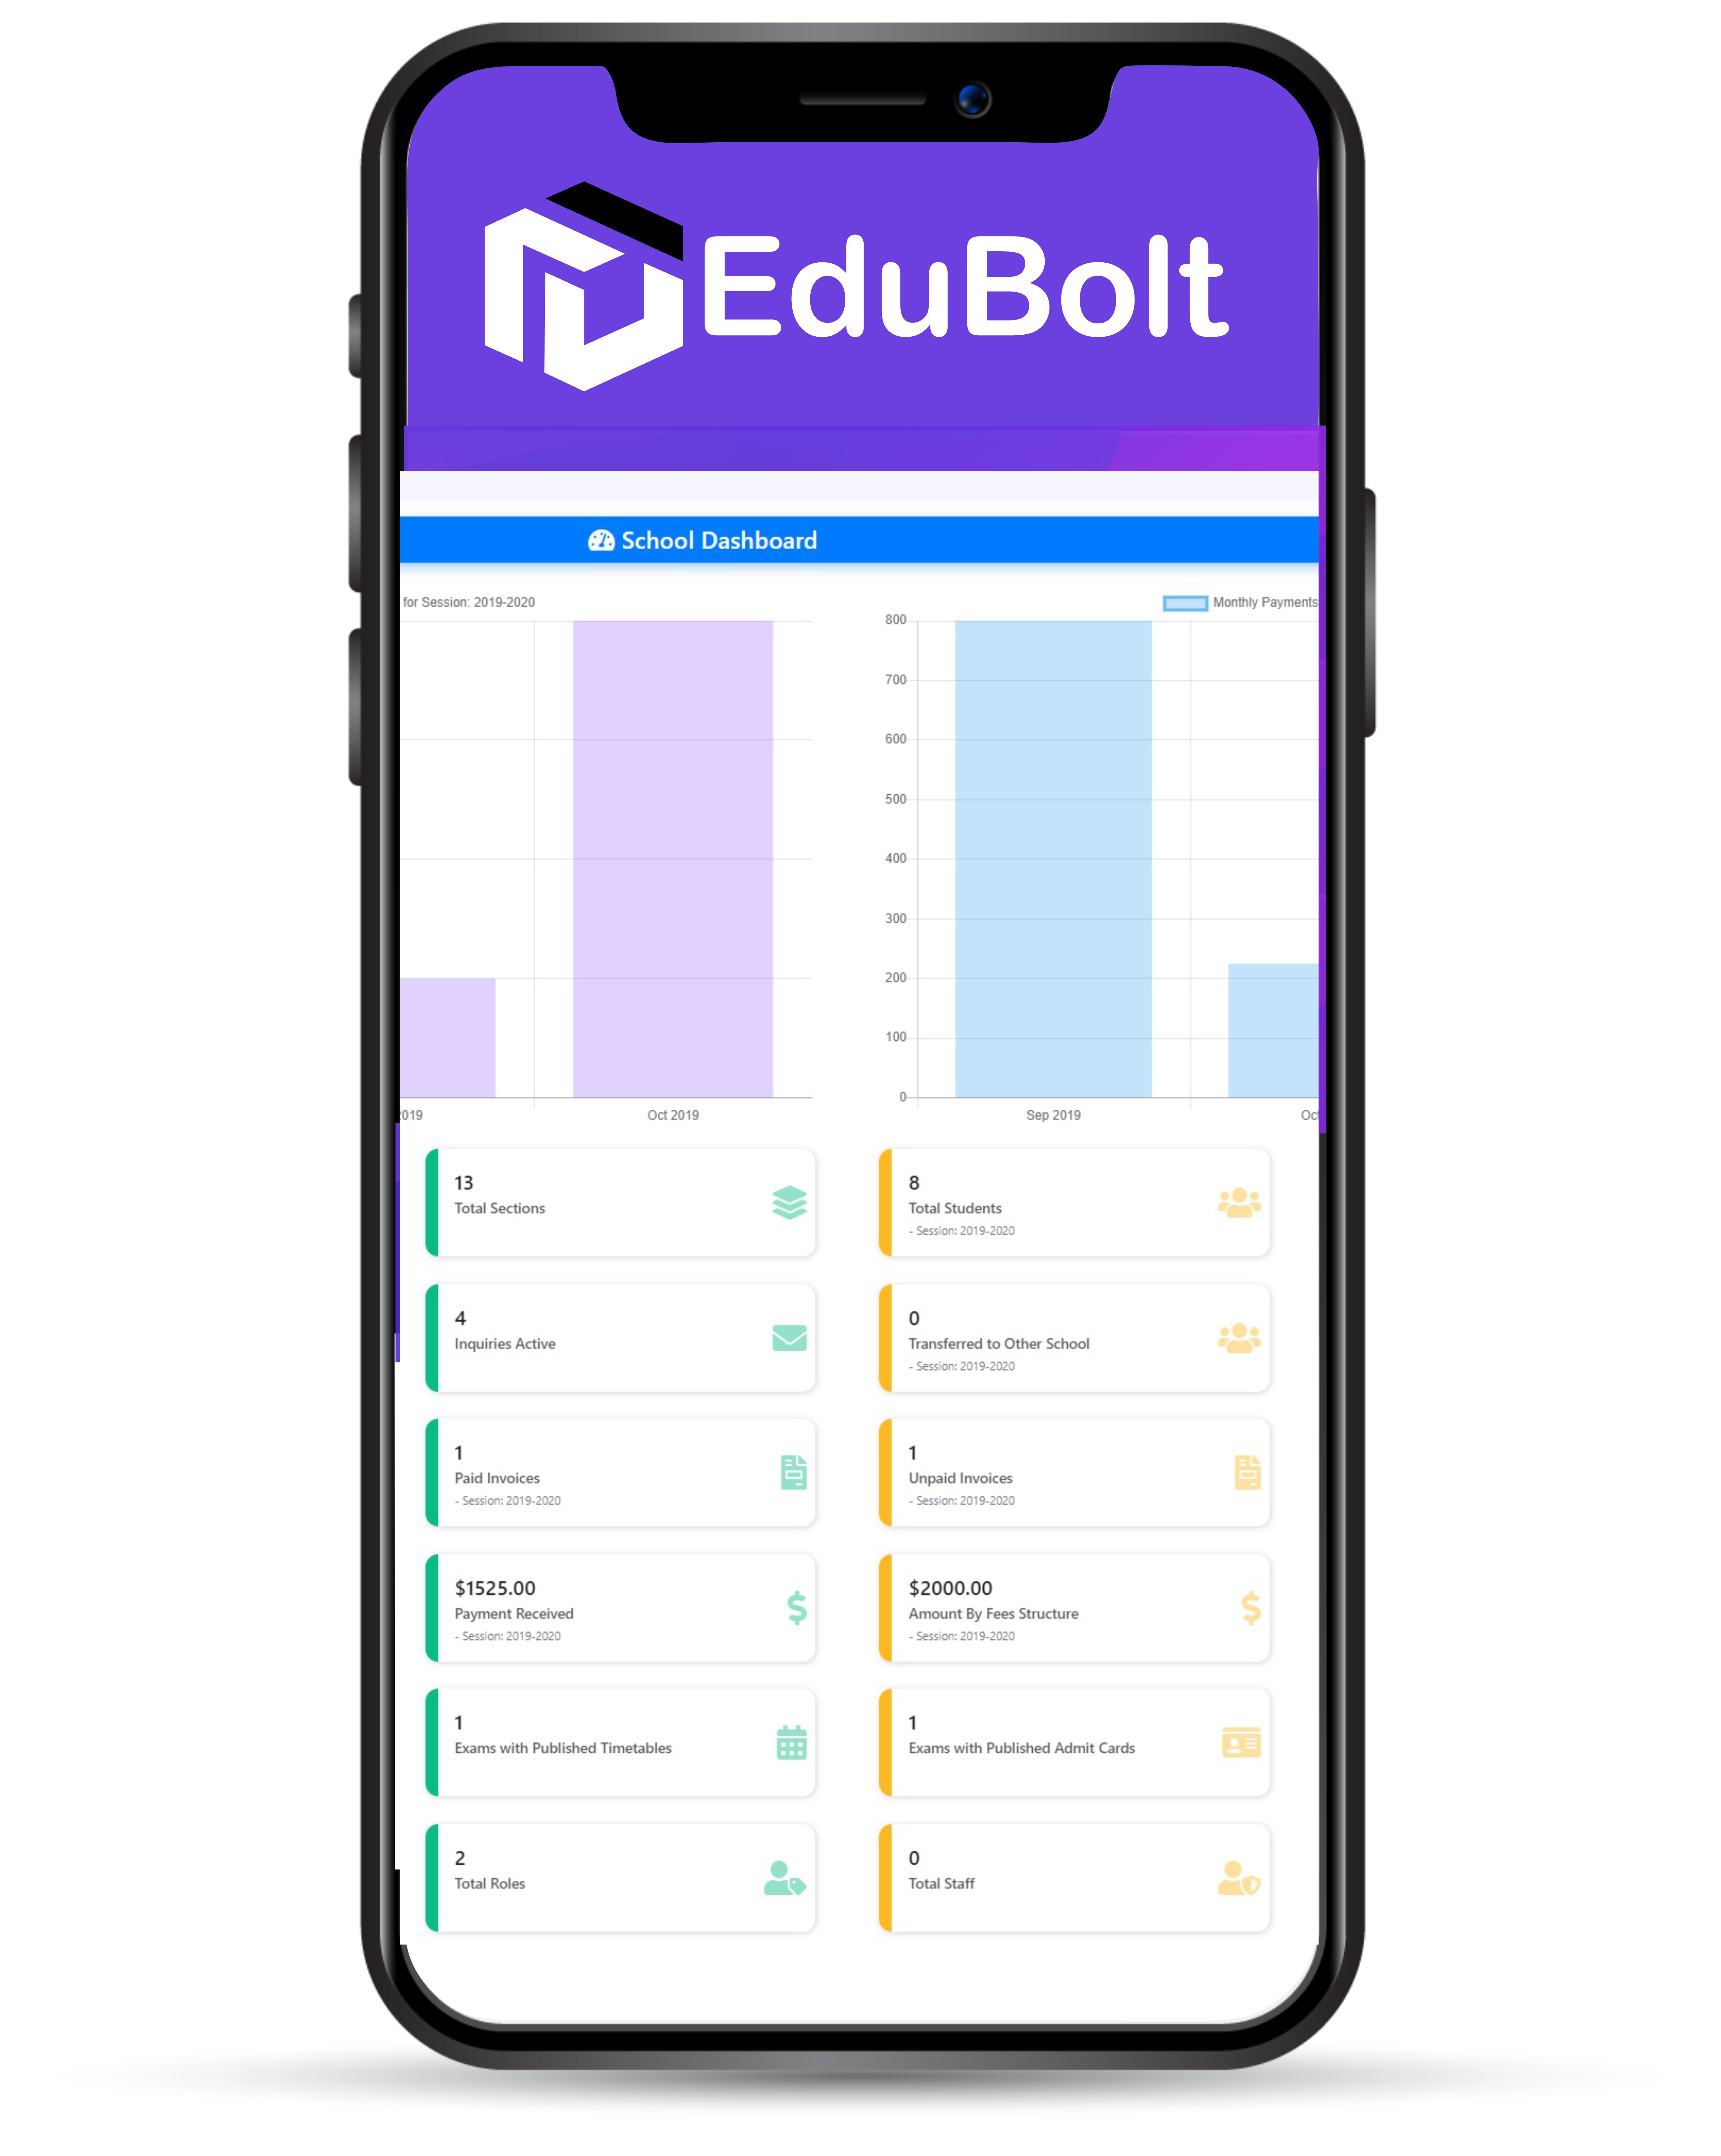 EduBolt
School Dashboard
for Session: 2019-2020
Monthly Payments
800
700
600
500
400
300
200
100
0
2019
Oct 2019
Sep 2019
Oct
13
Total Sections
8
Total Students
- Session: 2019-2020
4
Inquiries Active
0
Transferred to Other School
- Session: 2019-2020
1
Paid Invoices
- Session: 2019-2020
1
Unpaid Invoices
- Session: 2019-2020
$1525.00
Payment Received
- Session: 2019-2020
$2000.00
Amount By Fees Structure
- Session: 2019-2020
1
Exams with Published Timetables
1
Exams with Published Admit Cards
2
Total Roles
0
Total Staff